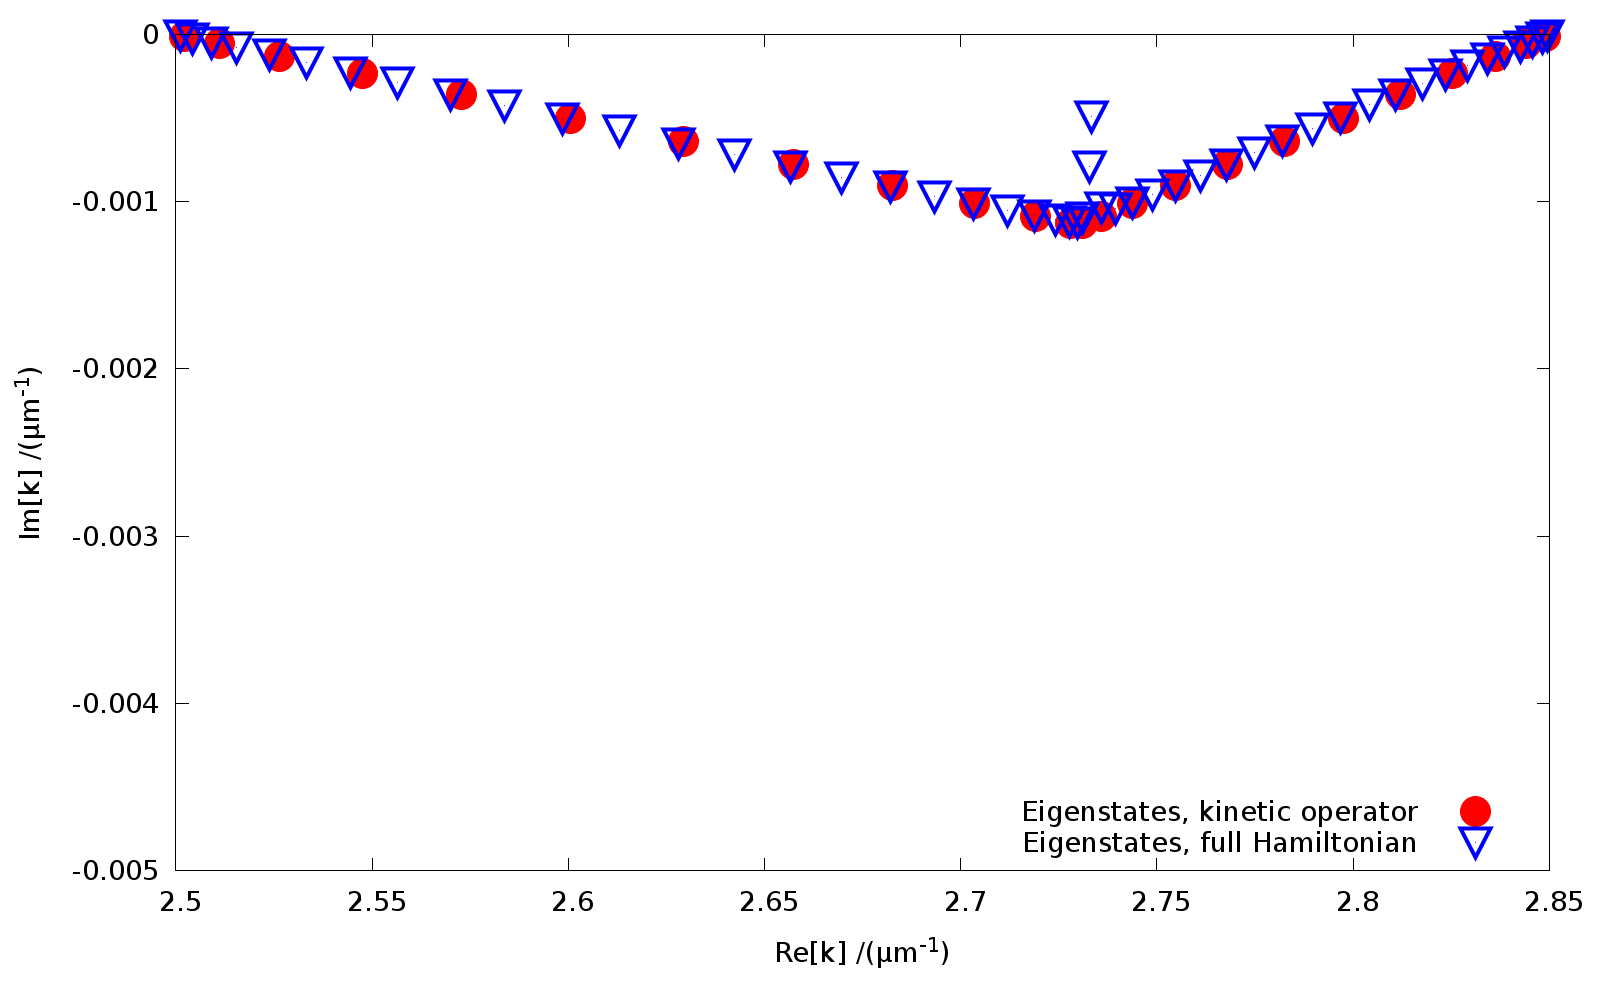 0
-0.001
-0.002
-0.003
-0.004
-0.005
2.5 2.55 2.6 2.65 2.7 2.75 2.8 2.85
Im[k] /(µm-1)
Re[k] /(µm-1)
Eigenstates, kinetic operator
Eigenstates, full Hamiltonian